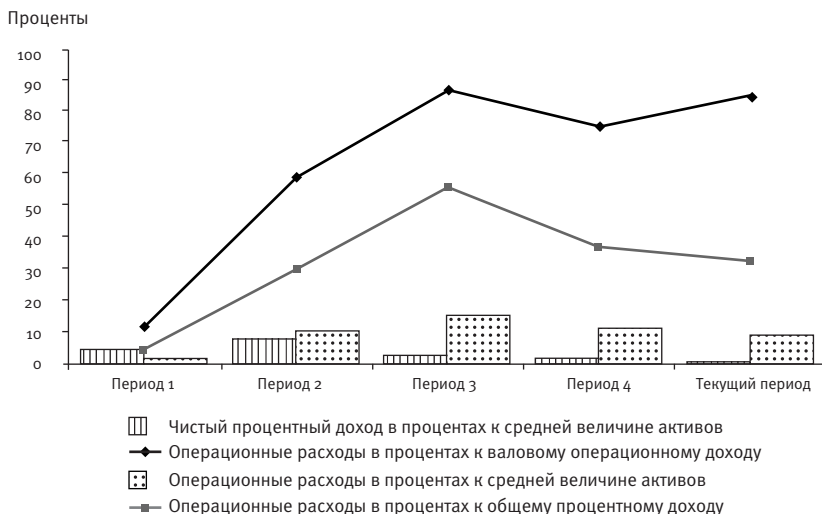 Проценты
100
90
80
70
60
50
40
30
20
10
0
Период 1 Период 2 Период 3 Период 4 Текущий период
Чистый процентный доход в процентах к средней величине активов
Операционные расходы в процентах к валовому операционному доходу
Операционные расходы в процентах к средней величине активов
Операционные расходы в процентах к общему процентному доходу